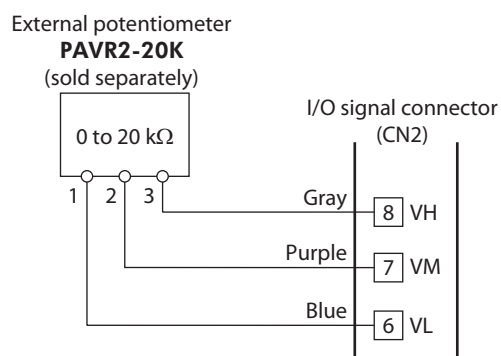 External potentiometer
PAVR2-20K
(sold separately)
0 to 20 kΩ
1 2 3
I/O signal connector
(CN2)
Gray 8 VH
Purple 7 VM
Blue 6 VL